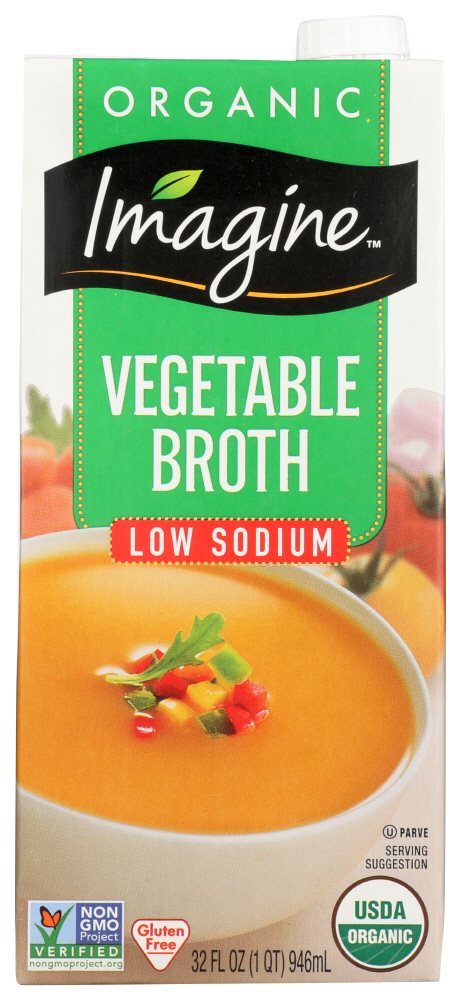 ORGANIC
Imagine™
VEGETABLE
BROTH
LOW SODIUM
Ⓤ PARVE
SERVING
SUGGESTION
NON
GMO
Project
VERIFIED
nongmoproject.org
Gluten
Free
32 FL OZ (1 QT) 946mL
USDA
ORGANIC